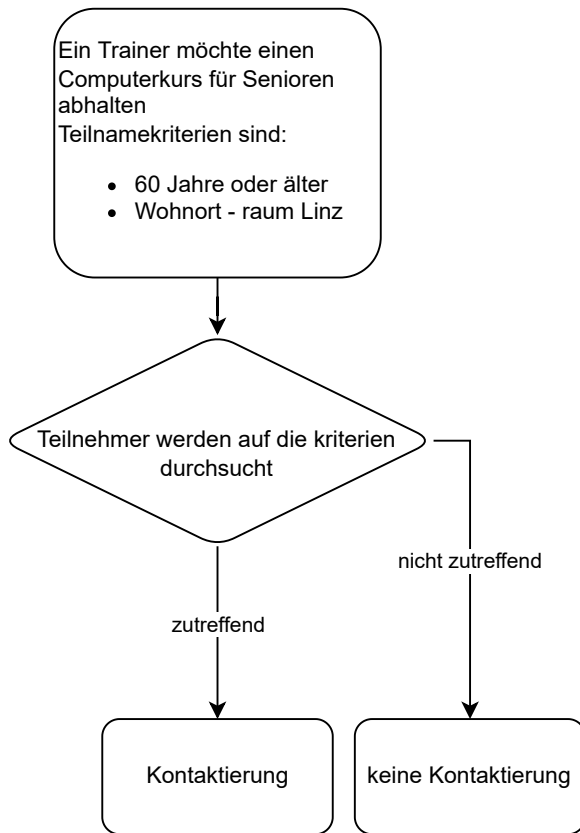 Ein Trainer möchte einen
Computerkurs für Senioren
abhalten
Teilnamekriterien sind:
• 60 Jahre oder älter
• Wohnort - raum Linz
Teilnehmer werden auf die kriterien
durchsucht
nicht zutreffend
zutreffend
Kontaktierung
keine Kontaktierung